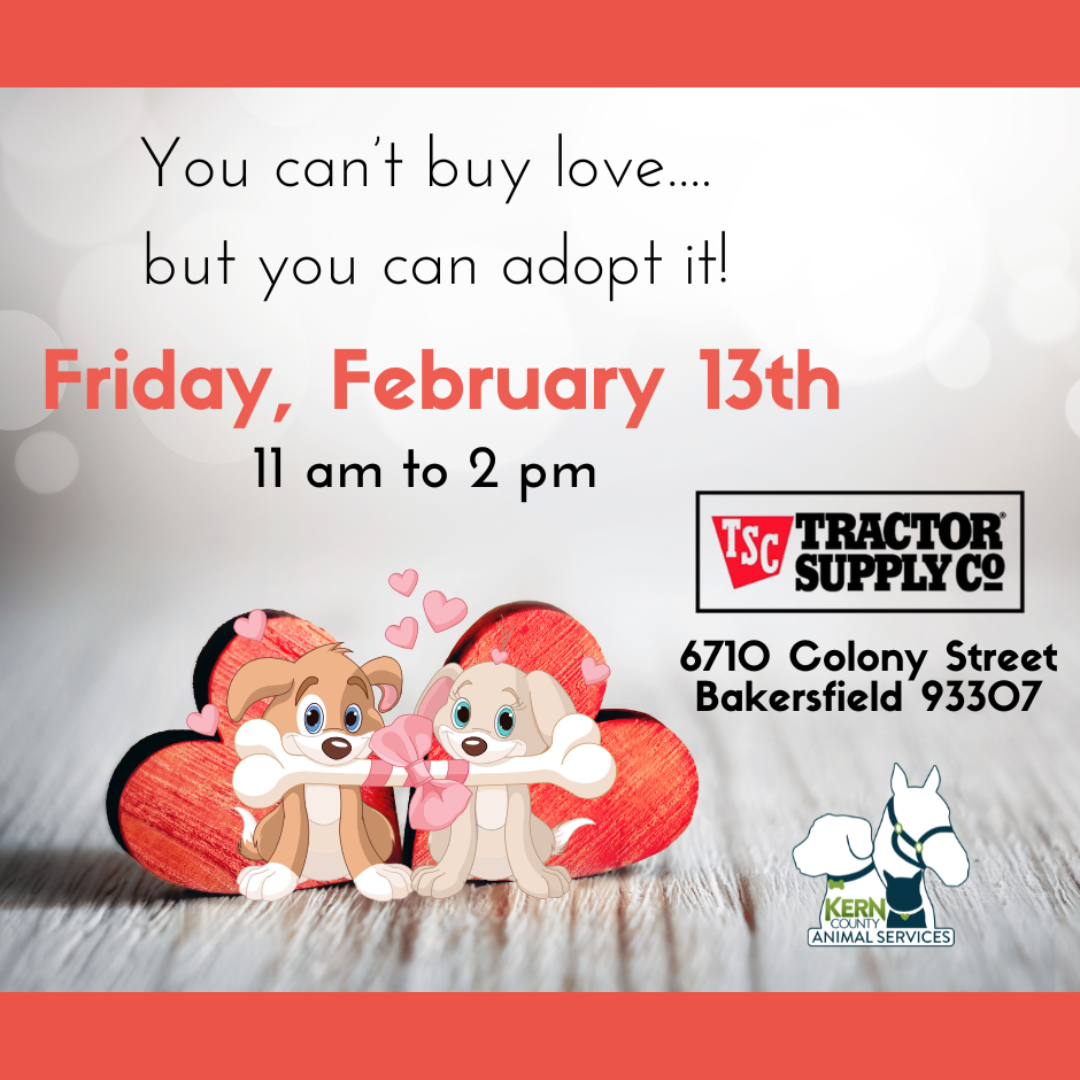 You can't buy love....
but you can adopt it!
Friday, February 13th
11 am to 2 pm
TSC TRACTOR
SUPPLY CO
6710 Colony Street
Bakersfield 93307
KERN
COUNTY
ANIMAL SERVICES